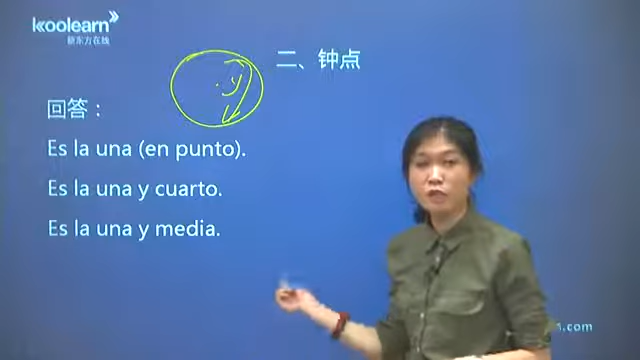 koolearn
新东方在线
二、钟点
回答：
Es la una (en punto).
Es la una y cuarto.
Es la una y media.
y
.com